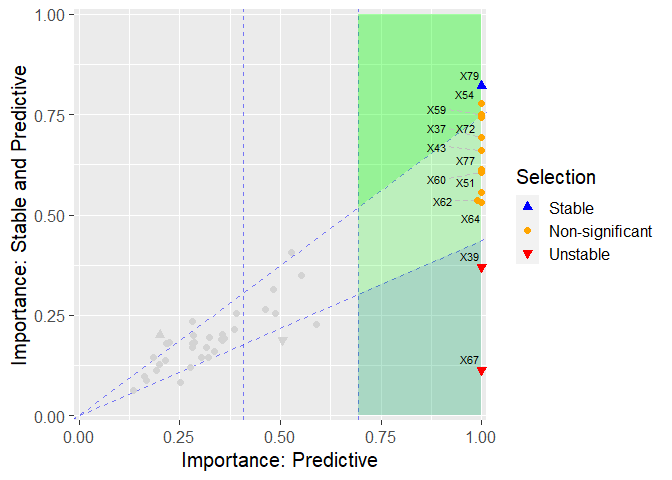 1.00
0.75
0.50
0.25
0.00
0.00
0.25
0.50
0.75
1.00
Importance: Stable and Predictive
Importance: Predictive
X79
X54
X59
X37
X72
X43
X77
X60
X51
X62
X64
X39
X67
Selection
Stable
Non-significant
Unstable